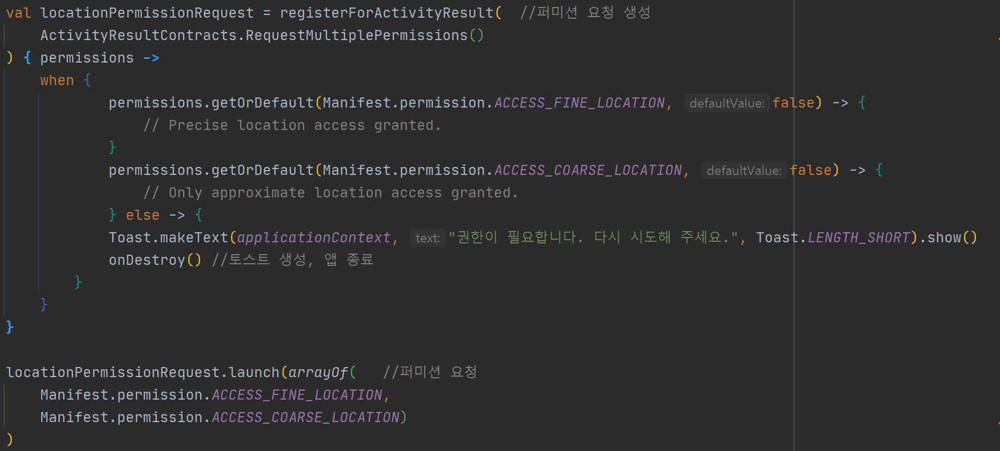 val locationPermissionRequest = registerForActivityResult(  //퍼미션 요청 생성
    ActivityResultContracts.RequestMultiplePermissions()
) { permissions ->
    when {
            permissions.getOrDefault(Manifest.permission.ACCESS_FINE_LOCATION, defaultValue: false) -> {
                // Precise location access granted.
            }
            permissions.getOrDefault(Manifest.permission.ACCESS_COARSE_LOCATION, defaultValue: false) -> {
                // Only approximate location access granted.
            } else -> {
            Toast.makeText(applicationContext, text: "권한이 필요합니다. 다시 시도해 주세요.", Toast.LENGTH_SHORT).show()
            onDestroy() //토스트 생성, 앱 종료
        }
    }
}

locationPermissionRequest.launch(arrayOf(   //퍼미션 요청
    Manifest.permission.ACCESS_FINE_LOCATION,
    Manifest.permission.ACCESS_COARSE_LOCATION)
)